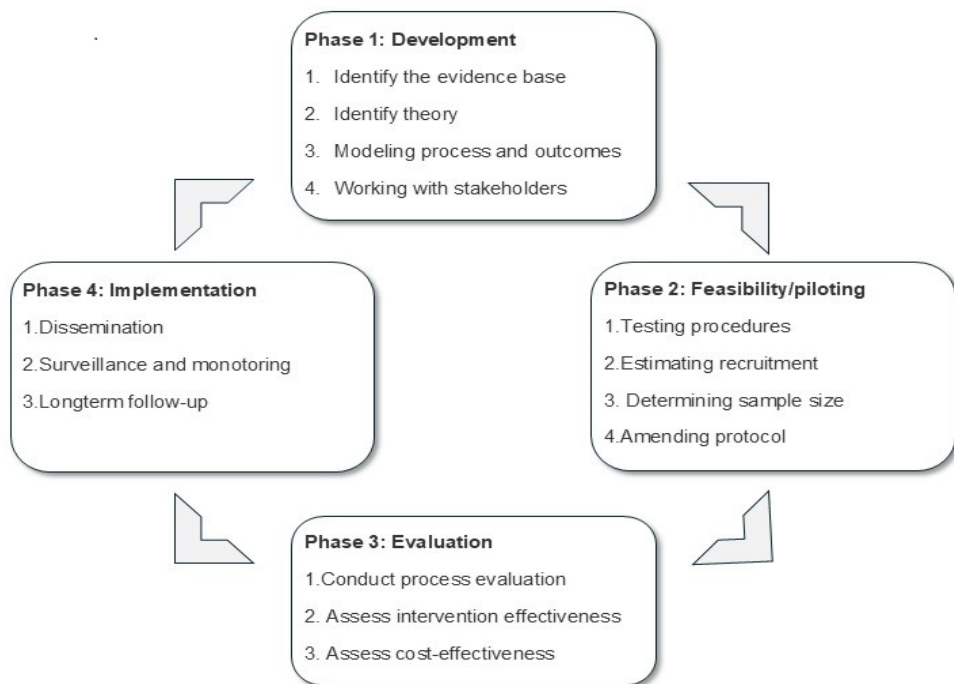 Phase 1: Development
1. Identify the evidence base
2. Identify theory
3. Modeling process and outcomes
4. Working with stakeholders
Phase 4: Implementation
1.Dissemination
2.Surveillance and monotoring
3.Longterm follow-up
Phase 2: Feasibility/piloting
1.Testing procedures
2.Estimating recruitment
3. Determining sample size
4.Amending protocol
Phase 3: Evaluation
1.Conduct process evaluation
2. Assess intervention effectiveness
3. Assess cost-effectiveness